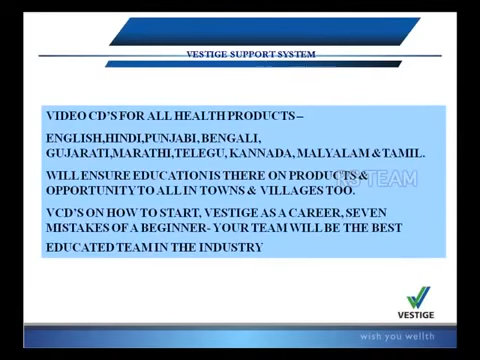 VESTIGE SUPPORT SYSTEM
VIDEO CD'S FOR ALL HEALTH PRODUCTS –
ENGLISH,HINDI,PUNJABI, BENGALI,
GUJARATI,MARATHI,TELEGU, KANNADA, MALYALAM &TAMIL.
WILL ENSURE EDUCATION IS THERE ON PRODUCTS &
OPPORTUNITY TO ALL IN TOWNS & VILLAGES TOO.
RS TEAM
VCD'S ON HOW TO START, VESTIGE AS A CAREER, SEVEN
MISTAKES OF A BEGINNER- YOUR TEAM WILL BE THE BEST
EDUCATED TEAM IN THE INDUSTRY
VESTIGE
wish you wellth